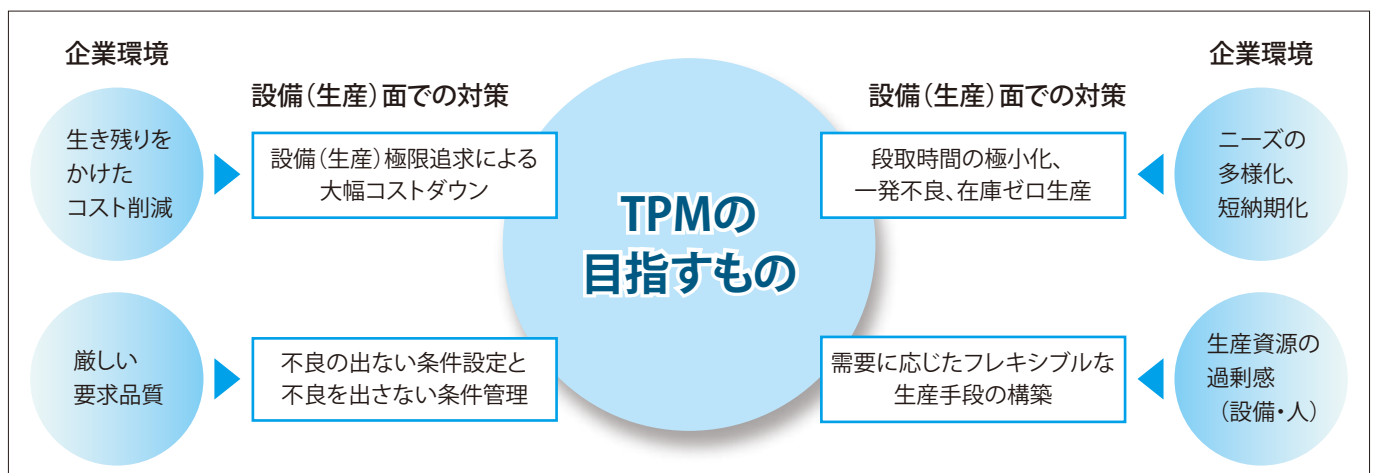 企業環境
生き残りを
かけた
コスト削減
設備(生産)面での対策
設備(生産)極限追求による
大幅コストダウン
厳しい
要求品質
不良の出ない条件設定と
不良を出さない条件管理
TPMの
目指すもの
設備(生産)面での対策
段取時間の極小化、
一発不良、在庫ゼロ生産
企業環境
ニーズの
多様化、
短納期化
需要に応じたフレキシブルな
生産手段の構築
生産資源の
過剰感
(設備・人)